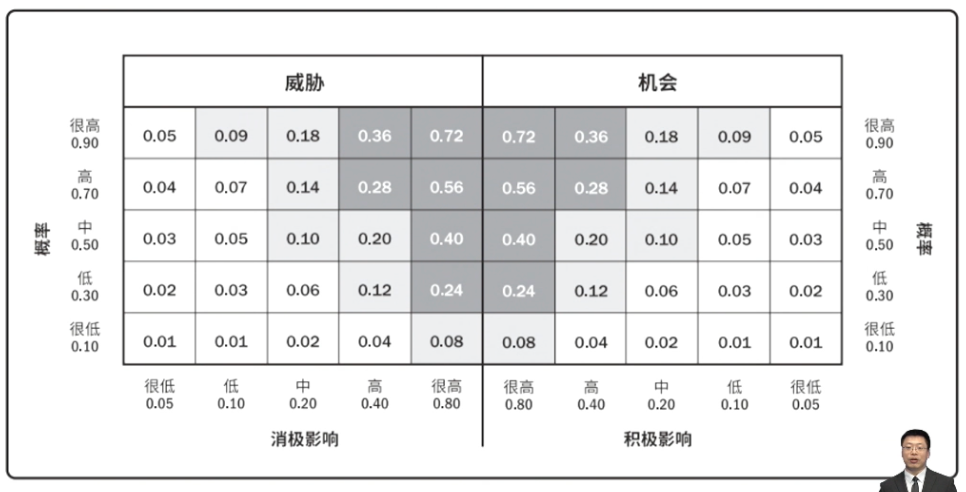 威胁 机会
很高 0.05 0.09 0.18 0.36 0.72 0.72 0.36 0.18 0.09 0.05 很高
0.90 0.90
高 0.04 0.07 0.14 0.28 0.56 0.56 0.28 0.14 0.07 0.04 高
0.70 0.70
概率 中 0.03 0.05 0.10 0.20 0.40 0.40 0.20 0.10 0.05 0.03 中 概率
0.50 0.50
低 0.02 0.03 0.06 0.12 0.24 0.24 0.12 0.06 0.03 0.02 低
0.30 0.30
很低 0.01 0.01 0.02 0.04 0.08 0.08 0.04 0.02 0.01 0.01 很低
0.10 0.10
很低 低 中 高 很高 很高 高 中 低 很低
0.05 0.10 0.20 0.40 0.80 0.80 0.40 0.20 0.10 0.05
消极影响 积极影响